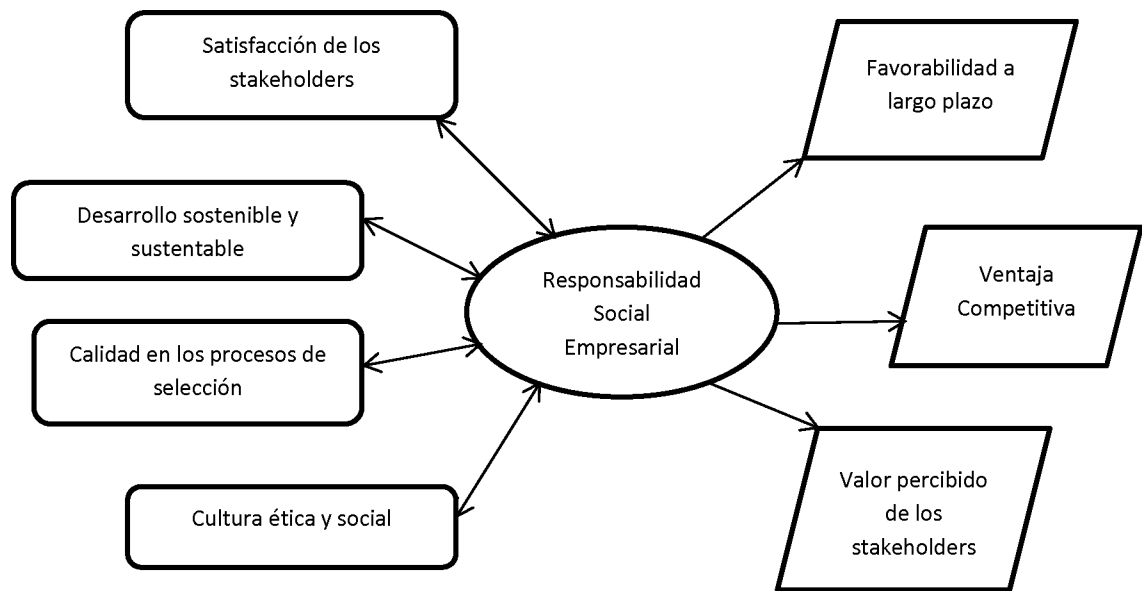 Satisfacción de los
stakeholders
Desarrollo sostenible y
sustentable
Calidad en los procesos de
selección
Cultura ética y social
Responsabilidad
Social
Empresarial
Favorabilidad a
largo plazo
Ventaja
Competitiva
Valor percibido
de los
stakeholders